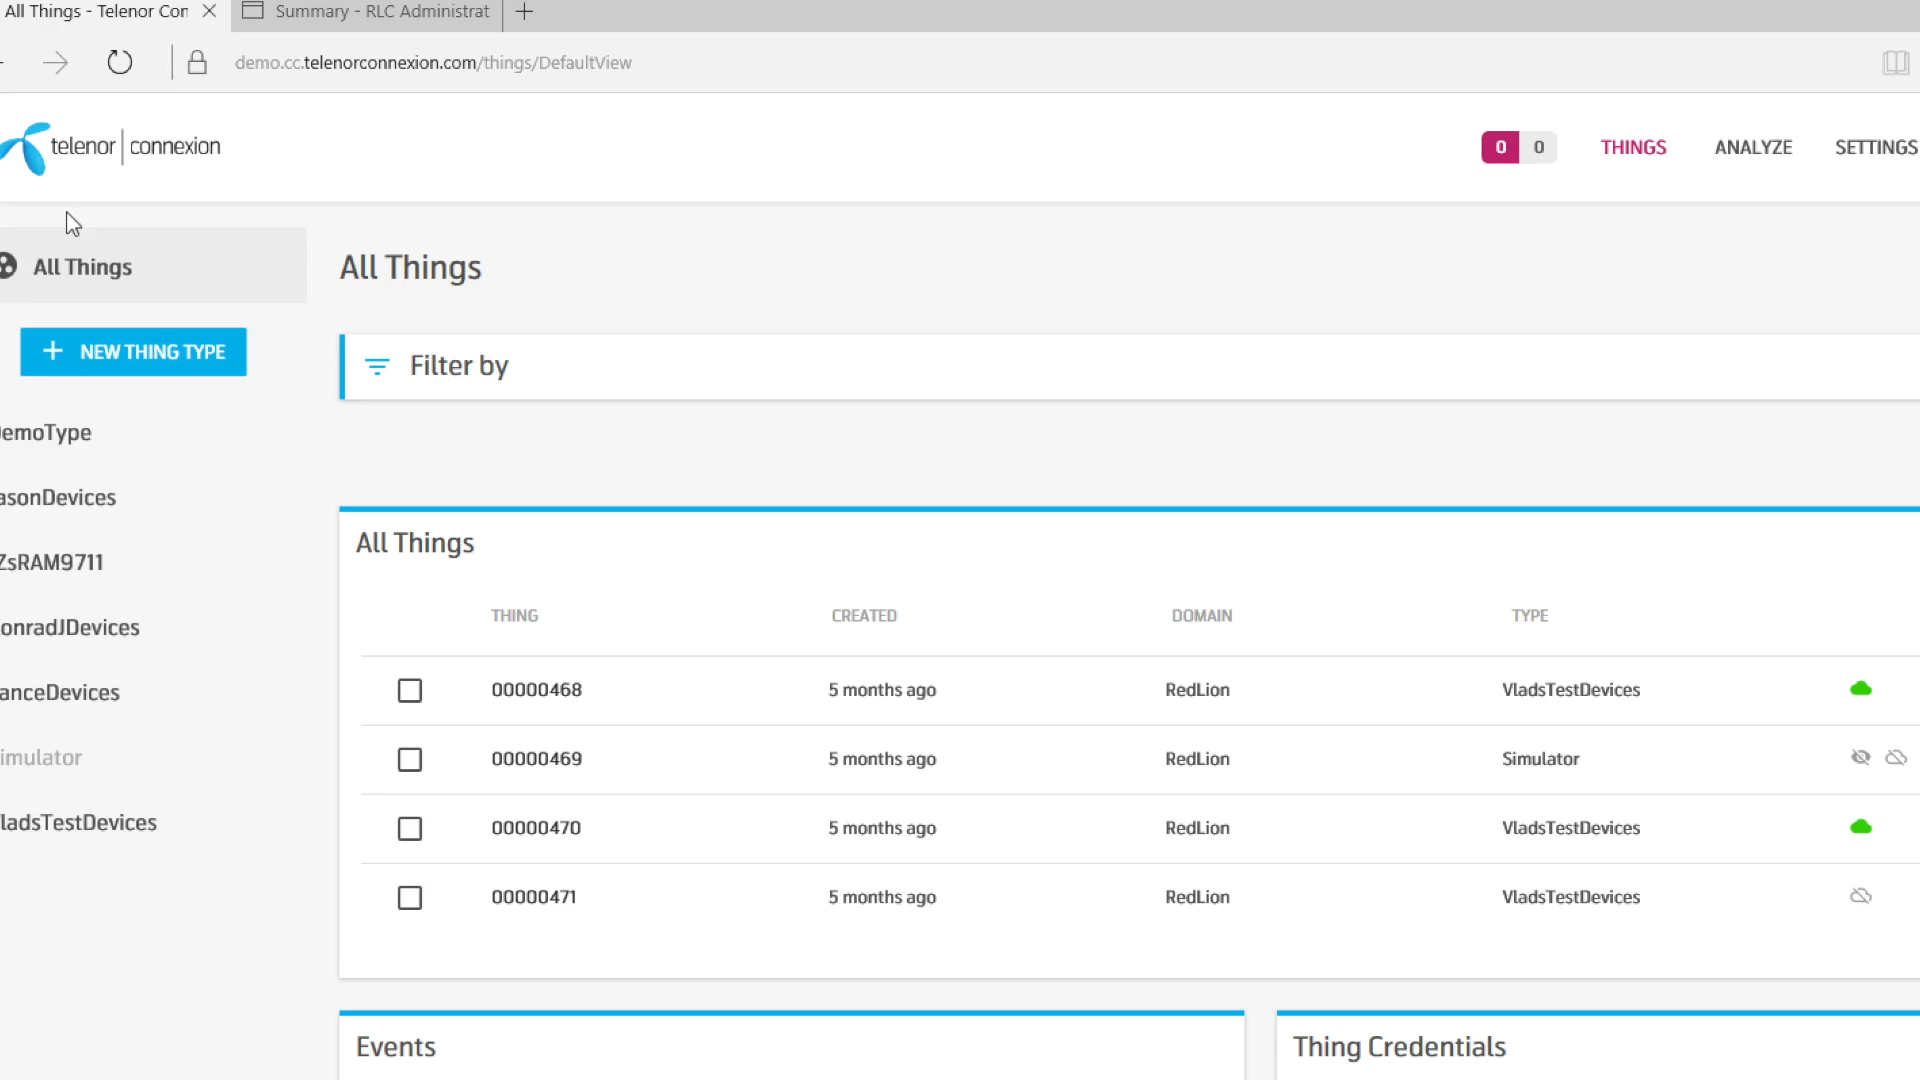 All Things - Telenor Con
Summary - RLC Administrat
demo.cc.telenorconnexion.com/things/DefaultView
telenor | connexion
0 0 THINGS ANALYZE SETTINGS
All Things
+ NEW THING TYPE
emoType
asonDevices
ZsRAM9711
onradJDevices
anceDevices
imulator
ladsTestDevices
All Things
Filter by
All Things
THING CREATED DOMAIN TYPE
00000468 5 months ago RedLion VladsTestDevices
00000469 5 months ago RedLion Simulator
00000470 5 months ago RedLion VladsTestDevices
00000471 5 months ago RedLion VladsTestDevices
Events
Thing Credentials